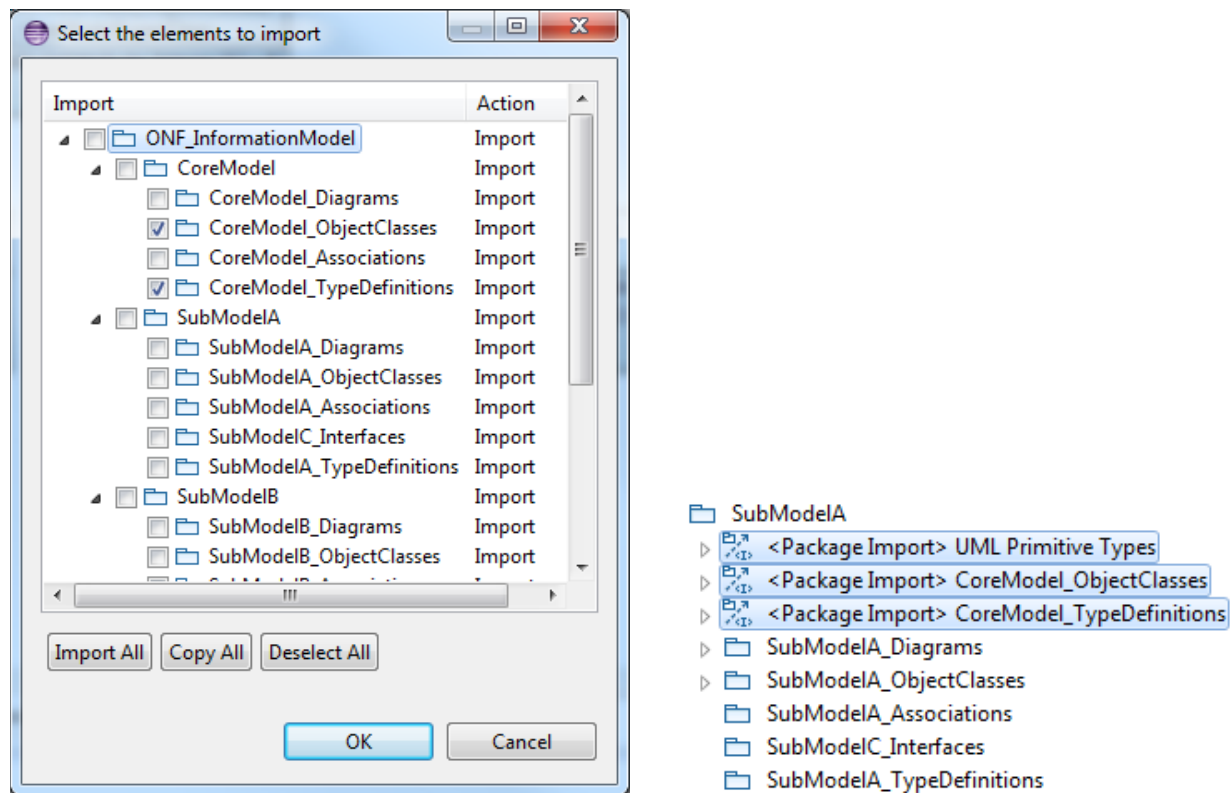 Select the elements to import
Import Action
ONF_InformationModel Import
CoreModel Import
CoreModel_Diagrams Import
CoreModel_ObjectClasses Import
CoreModel_Associations Import
CoreModel_TypeDefinitions Import
SubModelA Import
SubModelA_Diagrams Import
SubModelA_ObjectClasses Import
SubModelA_Associations Import
SubModelC_Interfaces Import
SubModelA_TypeDefinitions Import
SubModelB Import
SubModelB_Diagrams Import
SubModelB_ObjectClasses Import
Import All Copy All Deselect All
OK Cancel
SubModelA
<Package Import> UML Primitive Types
<Package Import> CoreModel_ObjectClasses
<Package Import> CoreModel_TypeDefinitions
SubModelA_Diagrams
SubModelA_ObjectClasses
SubModelA_Associations
SubModelC_Interfaces
SubModelA_TypeDefinitions